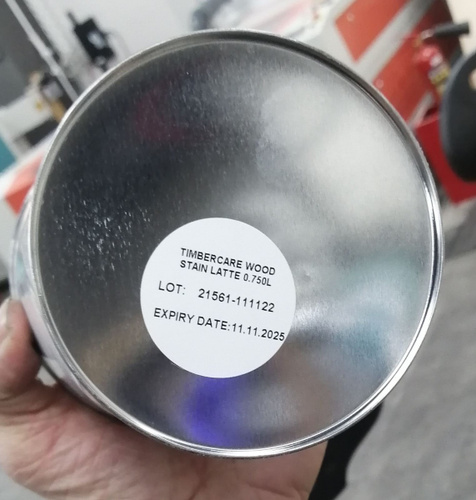 TIMBERCARE WOOD
STAIN LATTE 0.750L
LOT: 21561-111122
EXPIRY DATE:11.11.2025